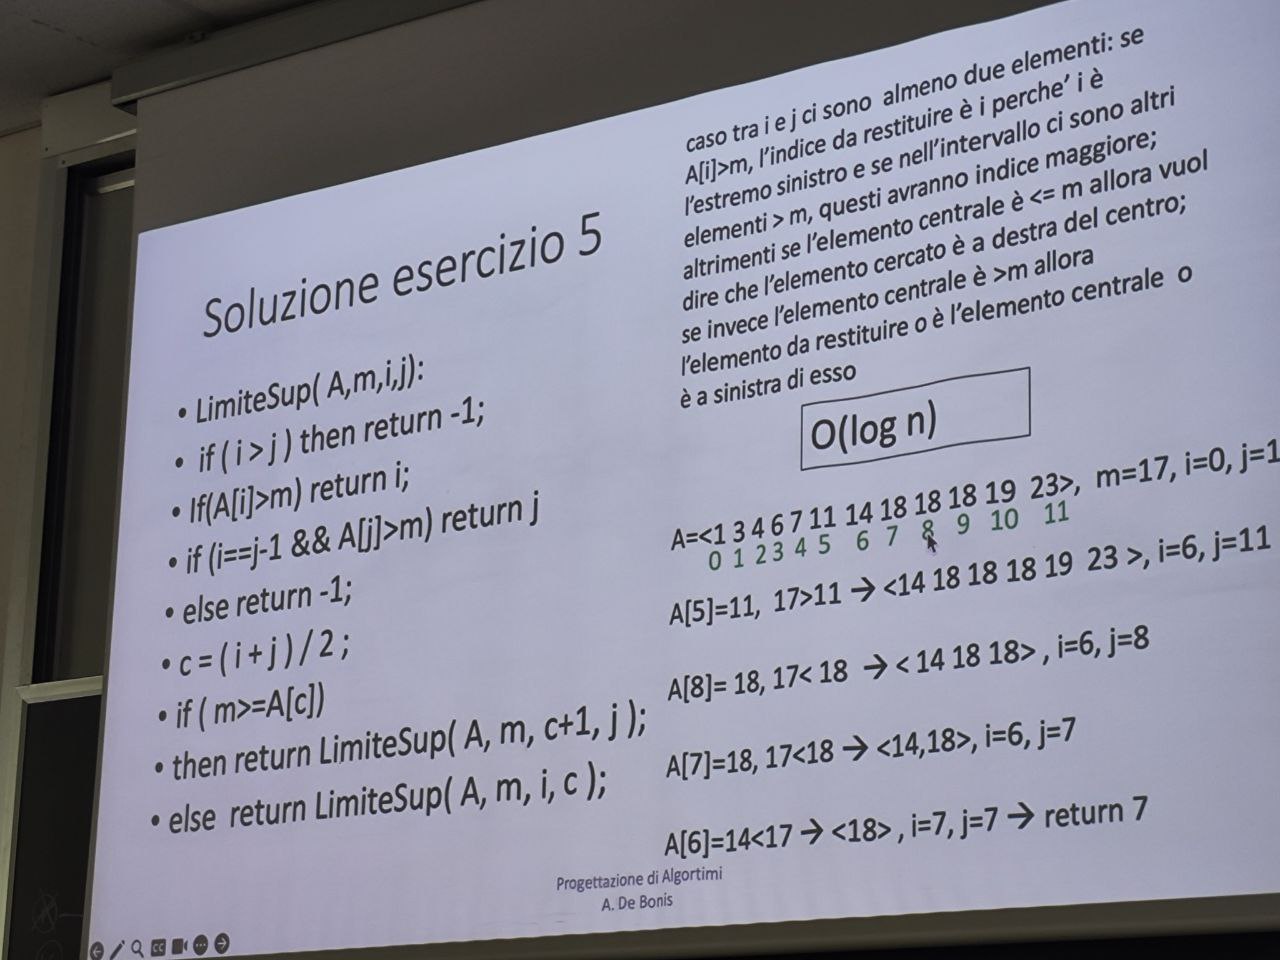 Soluzione esercizio 5
• LimiteSup( A,m,i,j):
• if ( i > j ) then return -1;
• If(A[i]>m) return i;
• if (i==j-1 && A[j]>m) return j
• else return -1;
• c = ( i + j ) / 2 ;
• if ( m>=A[c])
• then return LimiteSup( A, m, c+1, j );
• else return LimiteSup( A, m, i, c );
caso tra i e j ci sono almeno due elementi: se
A[i]>m, l'indice da restituire è i perche' i è
l'estremo sinistro e se nell'intervallo ci sono altri
elementi > m, questi avranno indice maggiore;
altrimenti se l'elemento centrale è <= m allora vuol
dire che l'elemento cercato è a destra del centro;
se invece l'elemento centrale è >m allora
l'elemento da restituire o è l'elemento centrale o
è a sinistra di esso
O(log n)
A=<1 3 4 6 7 11 14 18 18 18 19 23>, m=17, i=0, j=1
0 1 2 3 4 5 6 7 8 9 10 11
A[5]=11, 17>11 → <14 18 18 18 19 23 >, i=6, j=11
A[8]= 18, 17< 18 → < 14 18 18> , i=6, j=8
A[7]=18, 17<18 → <14,18>, i=6, j=7
A[6]=14<17 → <18> , i=7, j=7 → return 7
Progettazione di Algortimi
A. De Bonis
CC